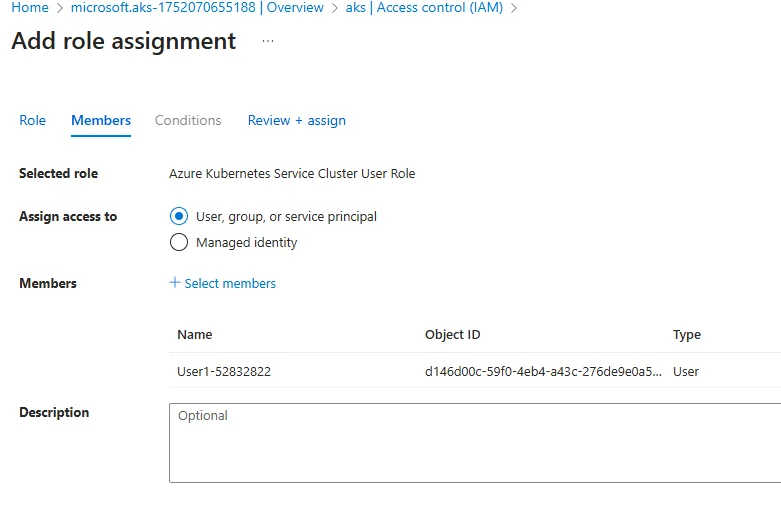 Home > microsoft.aks-1752070655188 | Overview > aks | Access control (IAM) >
Add role assignment ...
Role Members Conditions Review + assign
Selected role Azure Kubernetes Service Cluster User Role
Assign access to User, group, or service principal
Managed identity
Members + Select members
Name Object ID Type
User1-52832822 d146d00c-59f0-4eb4-a43c-276de9e0a5... User
Description Optional